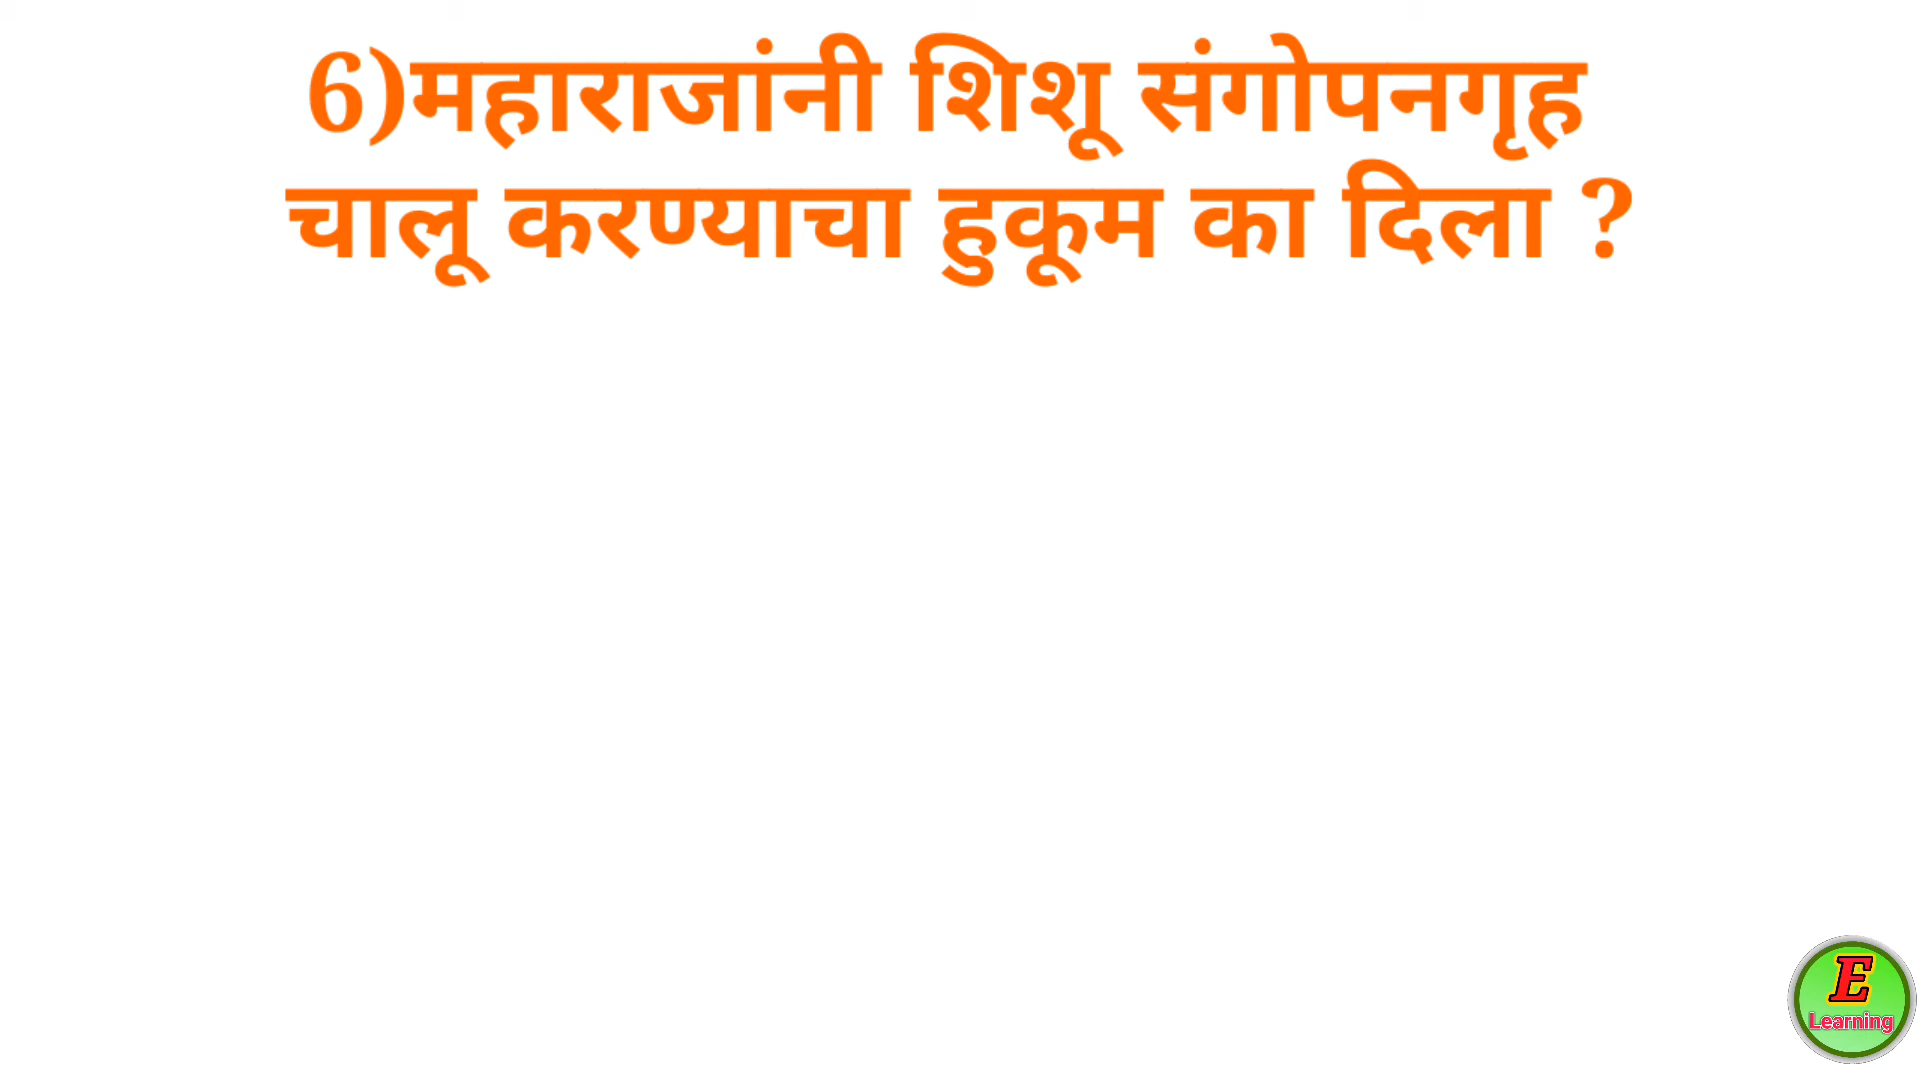 6)महाराजांनी शिशू संगोपनगृह
चालू करण्याचा हुकूम का दिला ?
E
Learning